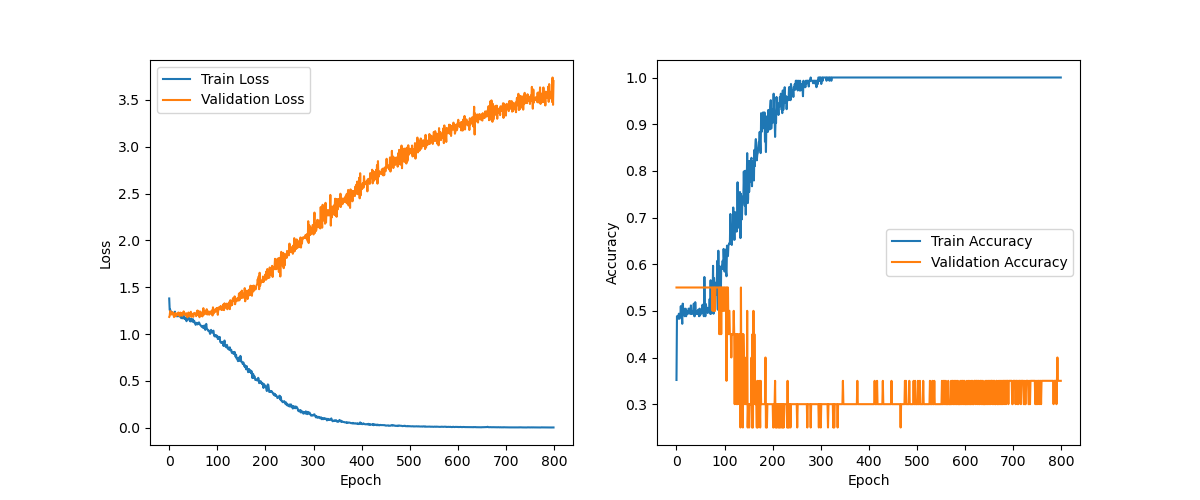 Train Loss
Validation Loss
3.5
3.0
2.5
2.0
1.5
1.0
0.5
0.0
Loss
0 100 200 300 400 500 600 700 800
Epoch
1.0
0.9
0.8
0.7
0.6
0.5
0.4
0.3
Accuracy
Train Accuracy
Validation Accuracy
0 100 200 300 400 500 600 700 800
Epoch